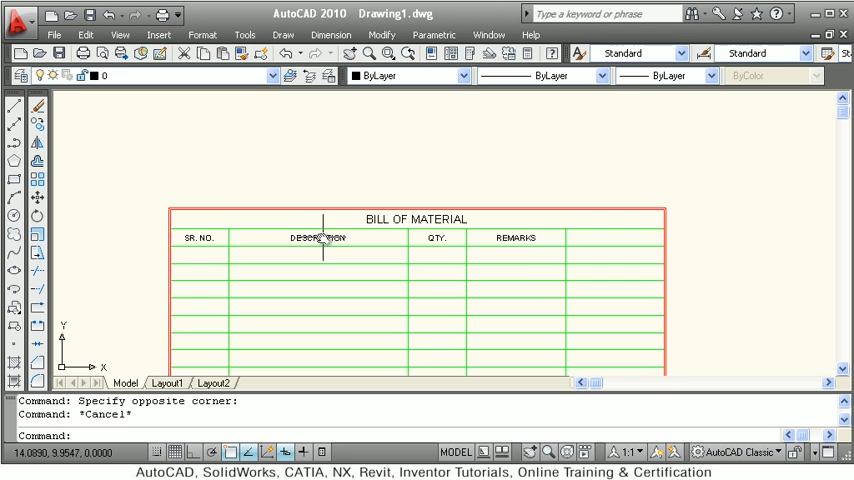 AutoCAD 2010 Drawing1.dwg
Type a keyword or phrase
File Edit View Insert Format Tools Draw Dimension Modify Parametric Window Help
Standard Standard
0 ByLayer ByLayer ByLayer ByColor
BILL OF MATERIAL
SR. NO. DESCRIPTION QTY. REMARKS
Y
X
Model Layout1 Layout2
Command: Specify opposite corner:
Command: *Cancel*
Command:
14.0890, 9.9547, 0.0000 MODEL 1:1 AutoCAD Classic
AutoCAD, SolidWorks, CATIA, NX, Revit, Inventor Tutorials, Online Training & Certification